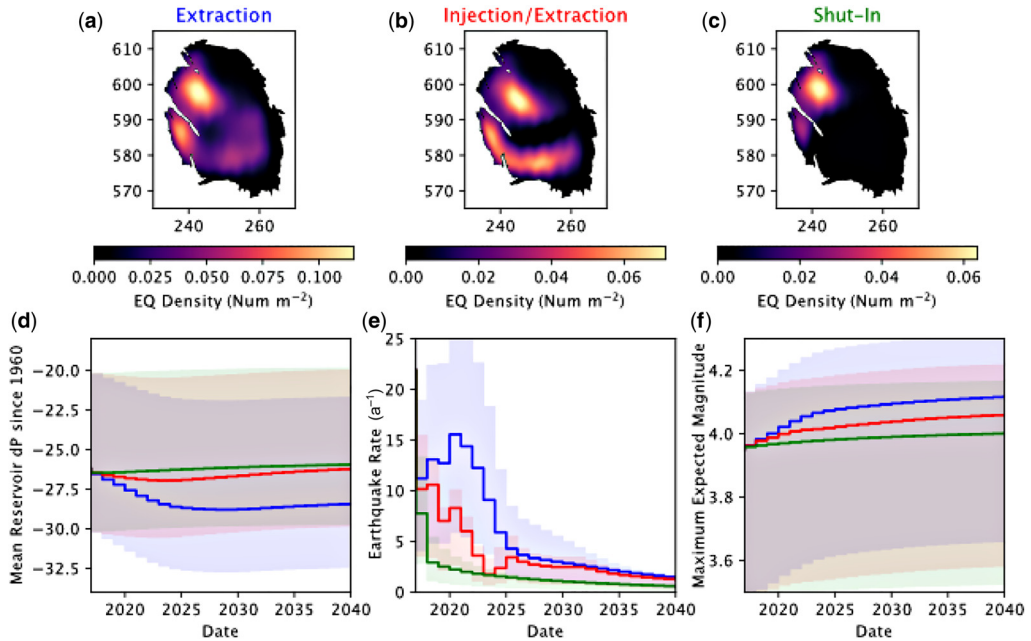 (a) Extraction
(b) Injection/Extraction
(c) Shut-In
610
600
590
580
570
240 260
610
600
590
580
570
240 260
610
600
590
580
570
240 260
0.000 0.025 0.050 0.075 0.100
EQ Density (Num m⁻²)
0.00 0.02 0.04 0.06
EQ Density (Num m⁻²)
0.00 0.02 0.04 0.06
EQ Density (Num m⁻²)
(d)
Mean Reservoir dP since 1960
−20.0
−22.5
−25.0
−27.5
−30.0
−32.5
2020 2025 2030 2035 2040
Date
(e)
Earthquake Rate (a⁻¹)
25
20
15
10
5
0
2020 2025 2030 2035 2040
Date
(f)
Maximum Expected Magnitude
4.2
4.0
3.8
3.6
2020 2025 2030 2035 2040
Date